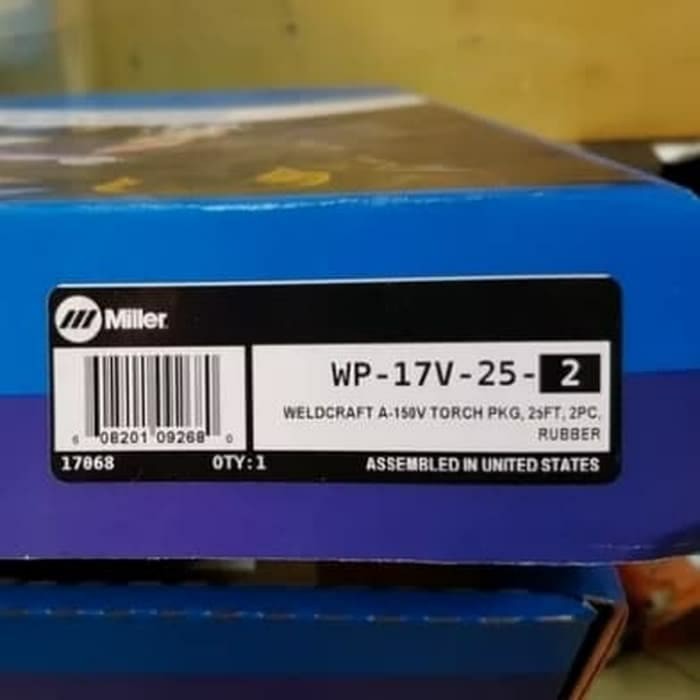 Miller
WP-17V-25-2
WELDCRAFT A-150V TORCH PKG, 25FT, 2PC,
RUBBER
6 08201 09268 0
17068 QTY:1 ASSEMBLED IN UNITED STATES